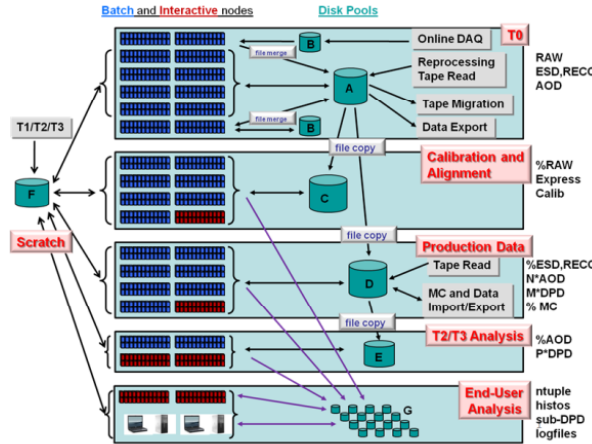 Batch and Interactive nodes
Disk Pools
T0
B
Online DAQ
file merge
Reprocessing
Tape Read
A
Tape Migration
file merge
B
Data Export
RAW
ESD,RECO
AOD
T1/T2/T3
F
Scratch
file copy
Calibration and
Alignment
C
%RAW
Express
Calib
file copy
Production Data
Tape Read
D
MC and Data
Import/Export
%ESD,RECO
N*AOD
M*DPD
% MC
file copy
T2/T3 Analysis
E
%AOD
P*DPD
End-User
Analysis
G
ntuple
histos
sub-DPD
logfiles